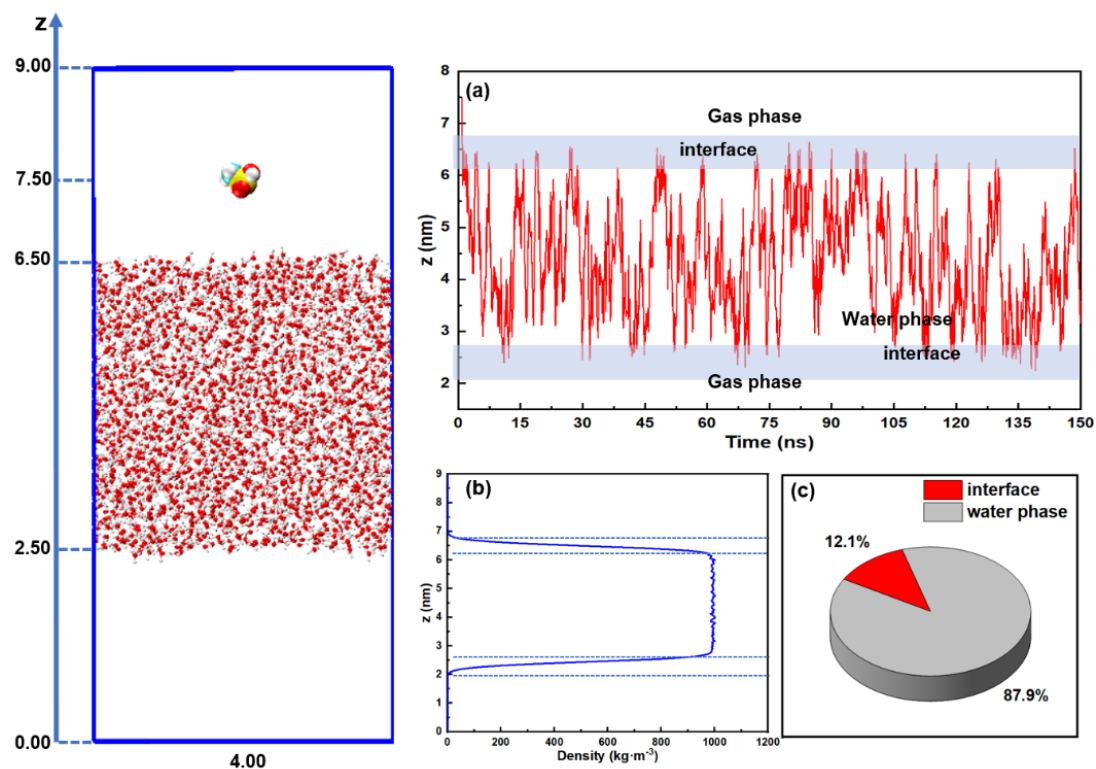 z
9.00
7.50
6.50
2.50
0.00
4.00
(a)
Gas phase
interface
Water phase
interface
Gas phase
z (nm)
8
7
6
5
4
3
2
0 15 30 45 60 75 90 105 120 135 150
Time (ns)
(b)
z (nm)
9
8
7
6
5
4
3
2
1
0
0 200 400 600 800 1000 1200
Density (kg·m⁻³)
(c)
interface
water phase
12.1%
87.9%